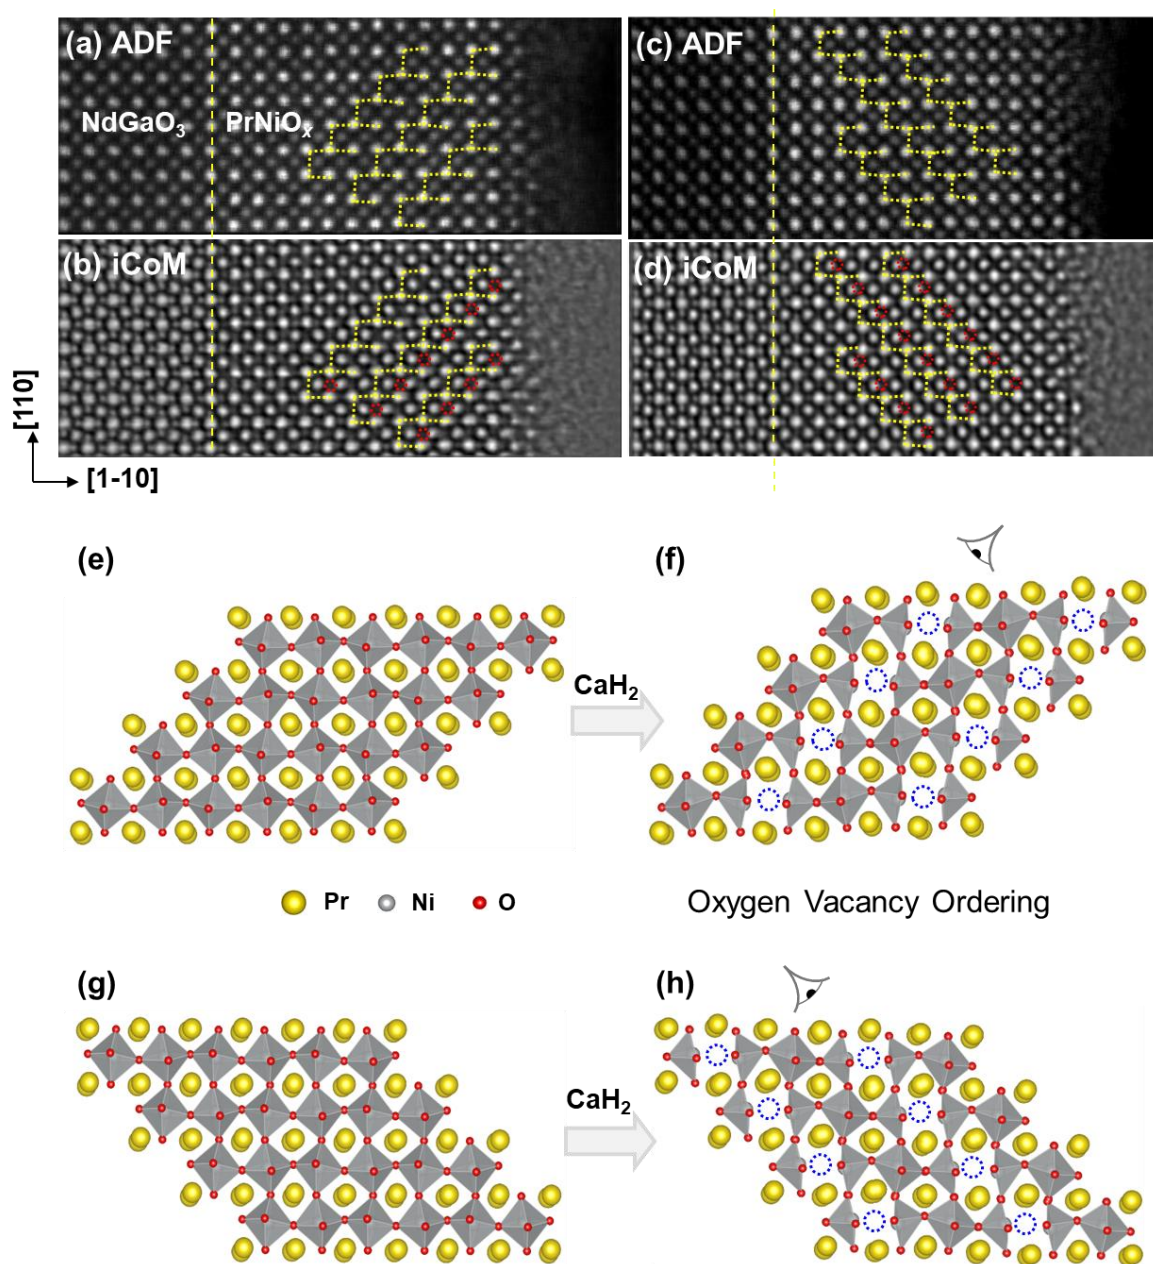 (a) ADF
(c) ADF
NdGaO₃
PrNiOₓ
(b) iCoM
(d) iCoM
[110]
[1-10]
(e)
(f)
CaH₂
Pr
Ni
O
Oxygen Vacancy Ordering
(g)
(h)
CaH₂